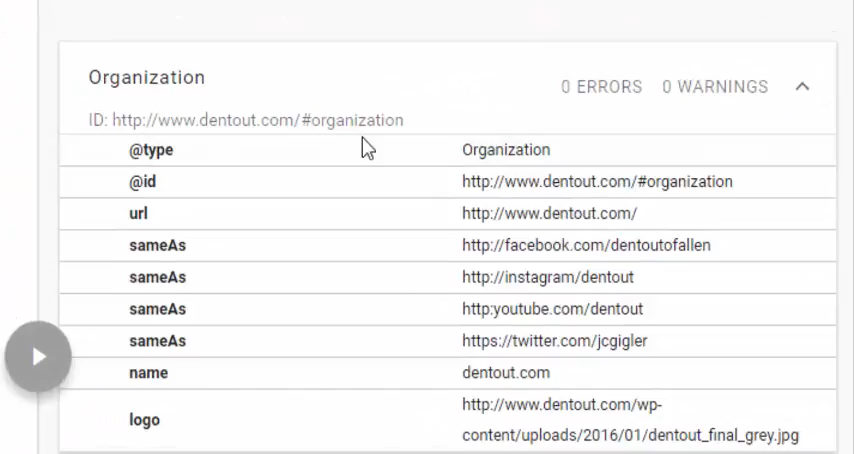 Organization
0 ERRORS 0 WARNINGS
ID: http://www.dentout.com/#organization
@type Organization
@id http://www.dentout.com/#organization
url http://www.dentout.com/
sameAs http://facebook.com/dentoutofallen
sameAs http://instagram/dentout
sameAs http:youtube.com/dentout
sameAs https://twitter.com/jcgigler
name dentout.com
logo http://www.dentout.com/wp-
content/uploads/2016/01/dentout_final_grey.jpg